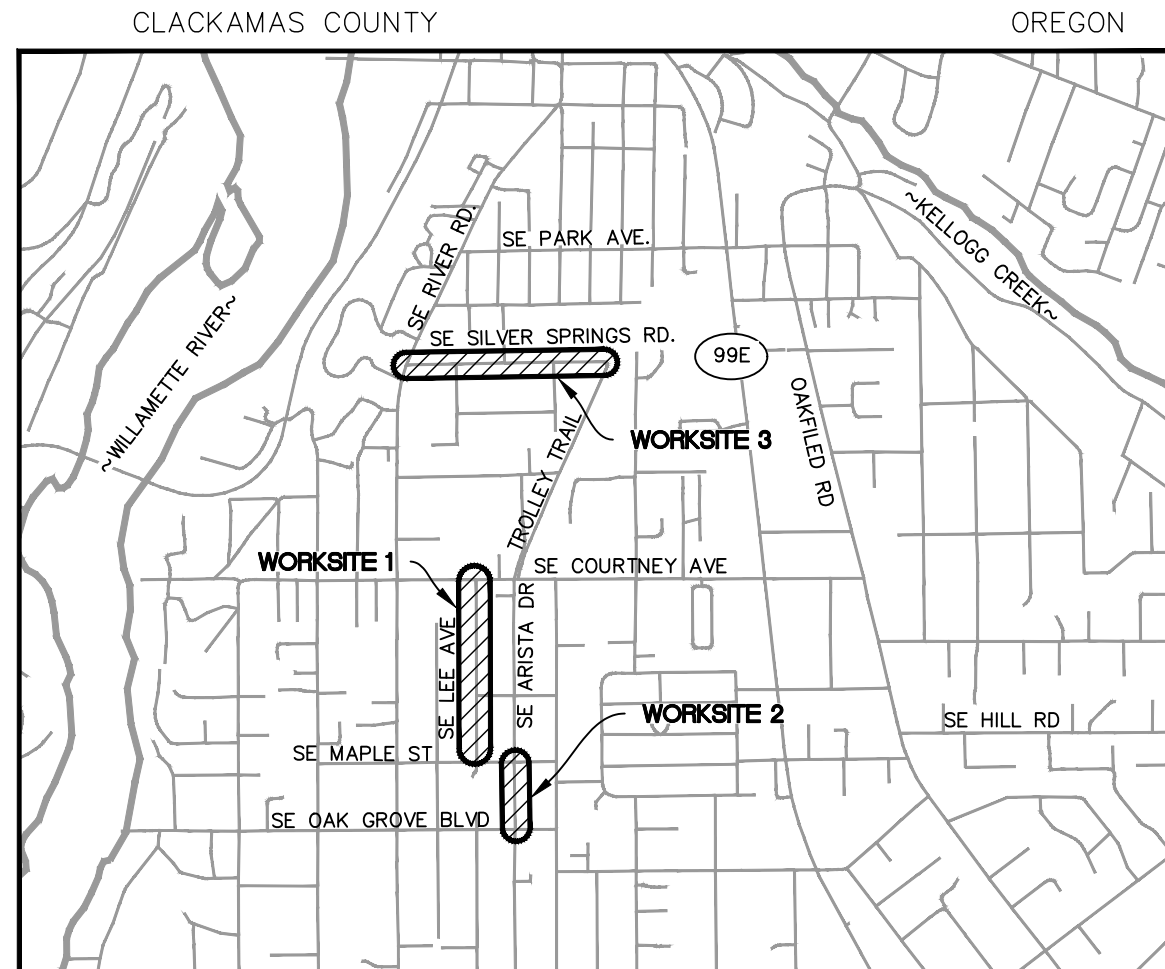 CLACKAMAS COUNTY
OREGON
~KELLOGG CREEK~
SE RIVER RD.
SE PARK AVE.
~WILLAMETTE RIVER~
SE SILVER SPRINGS RD.
99E
OAKFILED RD
WORKSITE 3
TROLLEY TRAIL
WORKSITE 1
SE COURTNEY AVE
SE LEE AVE
SE ARISTA DR
WORKSITE 2
SE HILL RD
SE MAPLE ST
SE OAK GROVE BLVD